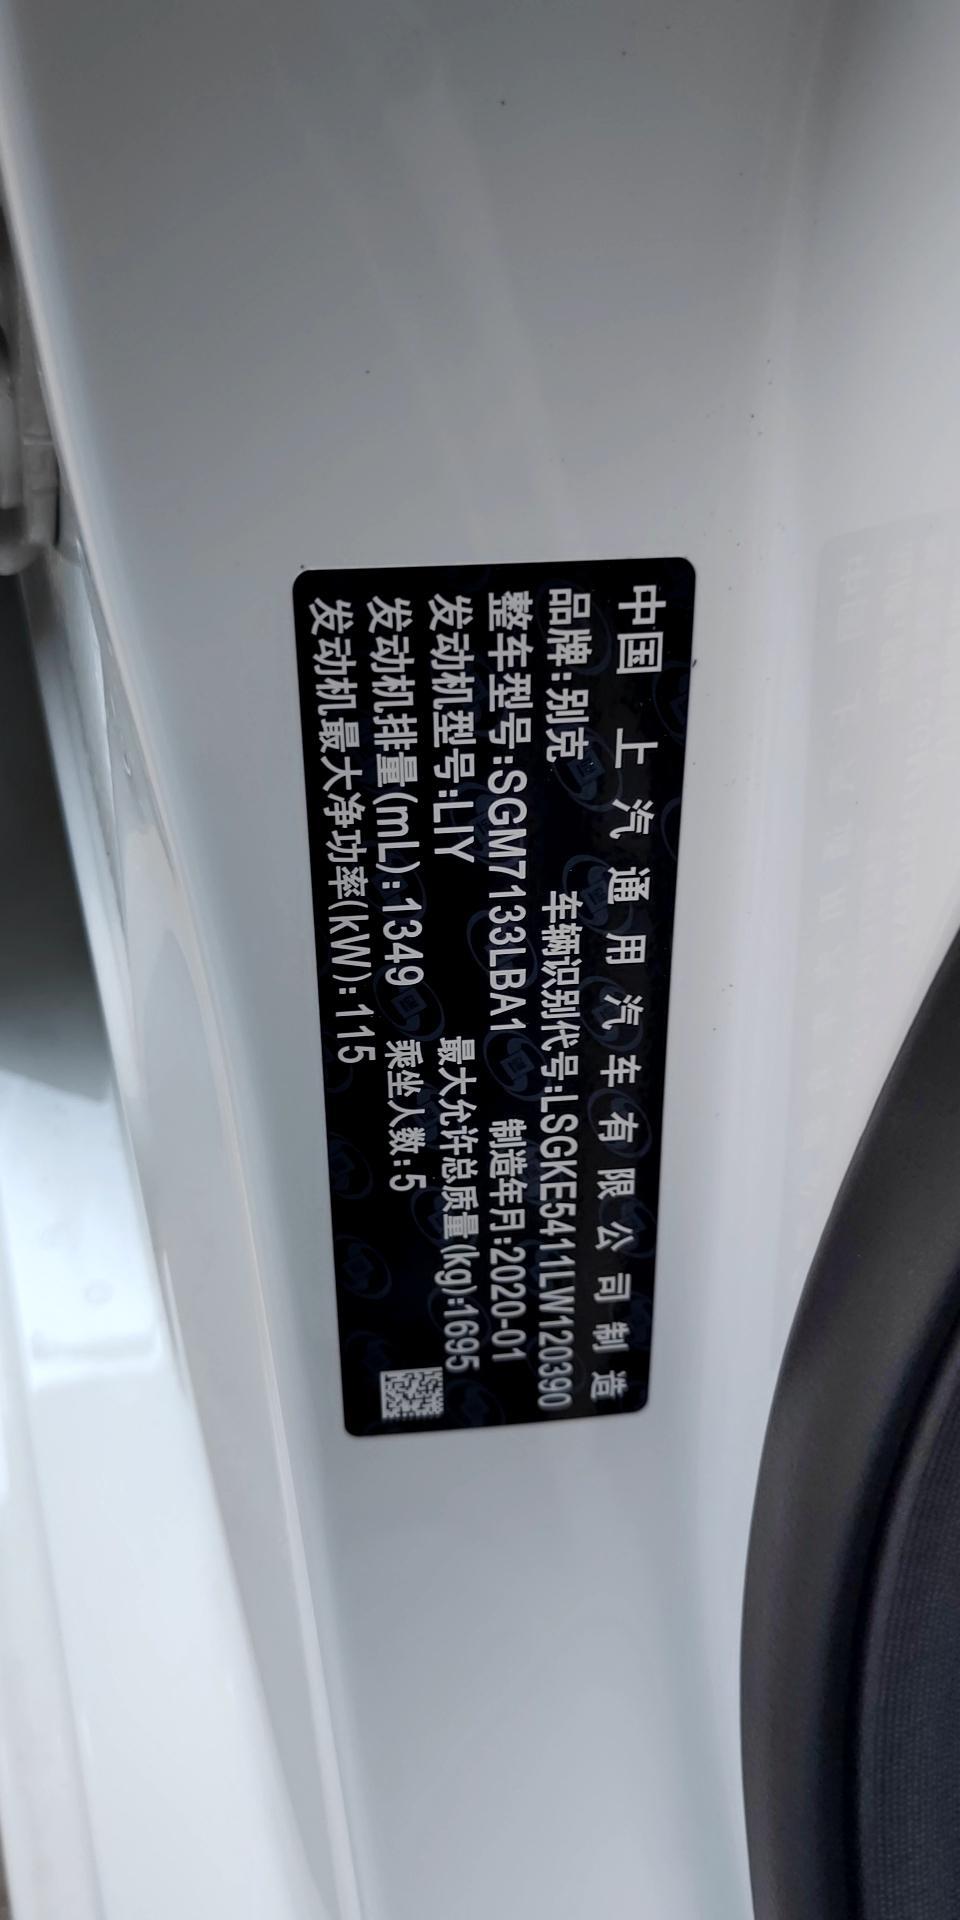 中国 上汽通用汽车有限公司制造
品牌:别克 车辆识别代号:LSGKE5411LW120390
整车型号:SGM7133LBA1 制造年月:2020-01
发动机型号:LIY 最大允许总质量(kg):1695
发动机排量(mL):1349 乘坐人数:5
发动机最大净功率(kW):115